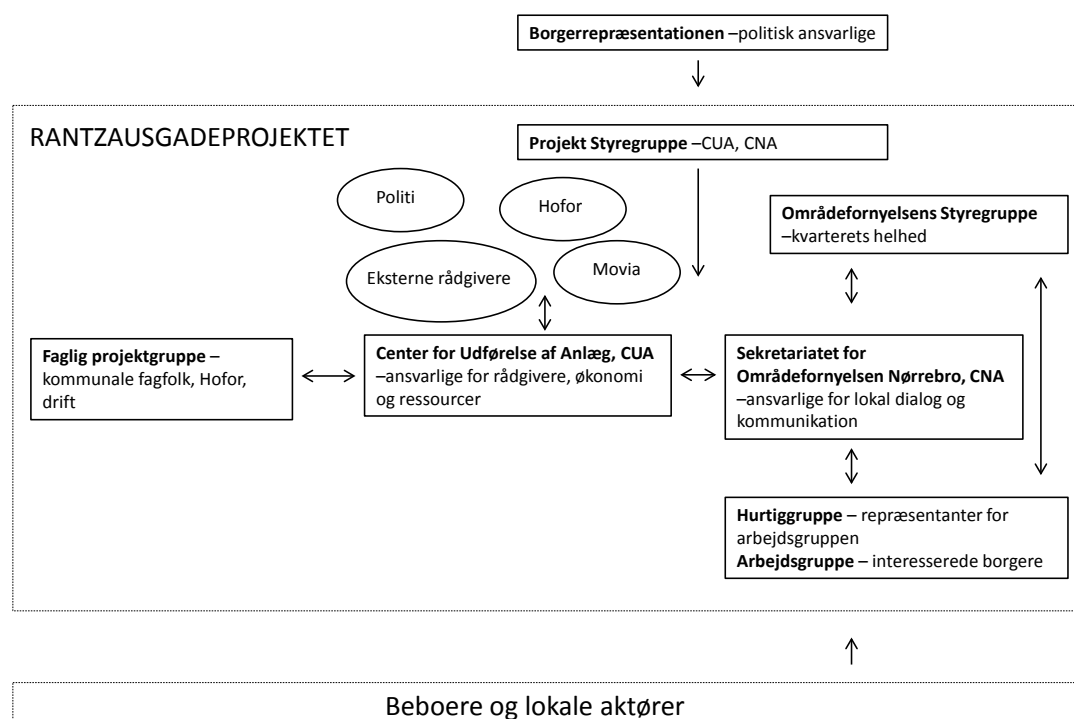 Borgerrepræsentationen –politisk ansvarlige
RANTZAUSGADEPROJEKTET
Projekt Styregruppe –CUA, CNA
Politi
Hofor
Eksterne rådgivere
Movia
Områdefornyelsens Styregruppe
–kvarterets helhed
Faglig projektgruppe –
kommunale fagfolk, Hofor,
drift
Center for Udførelse af Anlæg, CUA
–ansvarlige for rådgivere, økonomi
og ressourcer
Sekretariatet for
Områdefornyelsen Nørrebro, CNA
–ansvarlige for lokal dialog og
kommunikation
Hurtiggruppe – repræsentanter for
arbejdsgruppen
Arbejdsgruppe – interesserede borgere
Beboere og lokale aktører